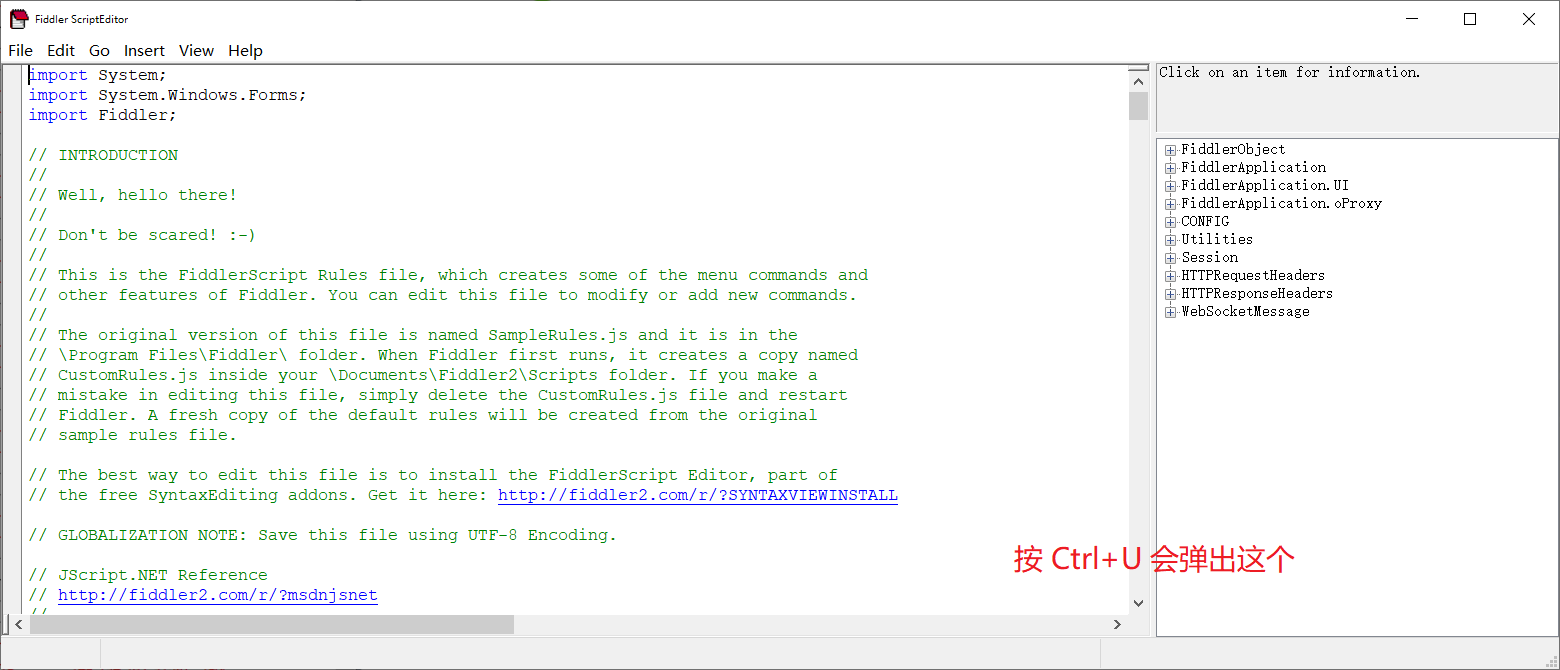 Fiddler ScriptEditor
File Edit Go Insert View Help
import System;
import System.Windows.Forms;
import Fiddler;
// INTRODUCTION
//
// Well, hello there!
//
// Don't be scared! :-)
//
// This is the FiddlerScript Rules file, which creates some of the menu commands and
// other features of Fiddler. You can edit this file to modify or add new commands.
//
// The original version of this file is named SampleRules.js and it is in the
// \Program Files\Fiddler\ folder. When Fiddler first runs, it creates a copy named
// CustomRules.js inside your \Documents\Fiddler2\Scripts folder. If you make a
// mistake in editing this file, simply delete the CustomRules.js file and restart
// Fiddler. A fresh copy of the default rules will be created from the original
// sample rules file.
// The best way to edit this file is to install the FiddlerScript Editor, part of
// the free SyntaxEditing addons. Get it here: http://fiddler2.com/r/?SYNTAXVIEWINSTALL
// GLOBALIZATION NOTE: Save this file using UTF-8 Encoding.
// JScript.NET Reference
// http://fiddler2.com/r/?msdnjsnet
//
Click on an item for information.
FiddlerObject
FiddlerApplication
FiddlerApplication.UI
FiddlerApplication.oProxy
CONFIG
Utilities
Session
HTTPRequestHeaders
HTTPResponseHeaders
WebSocketMessage
按 Ctrl+U 会弹出这个